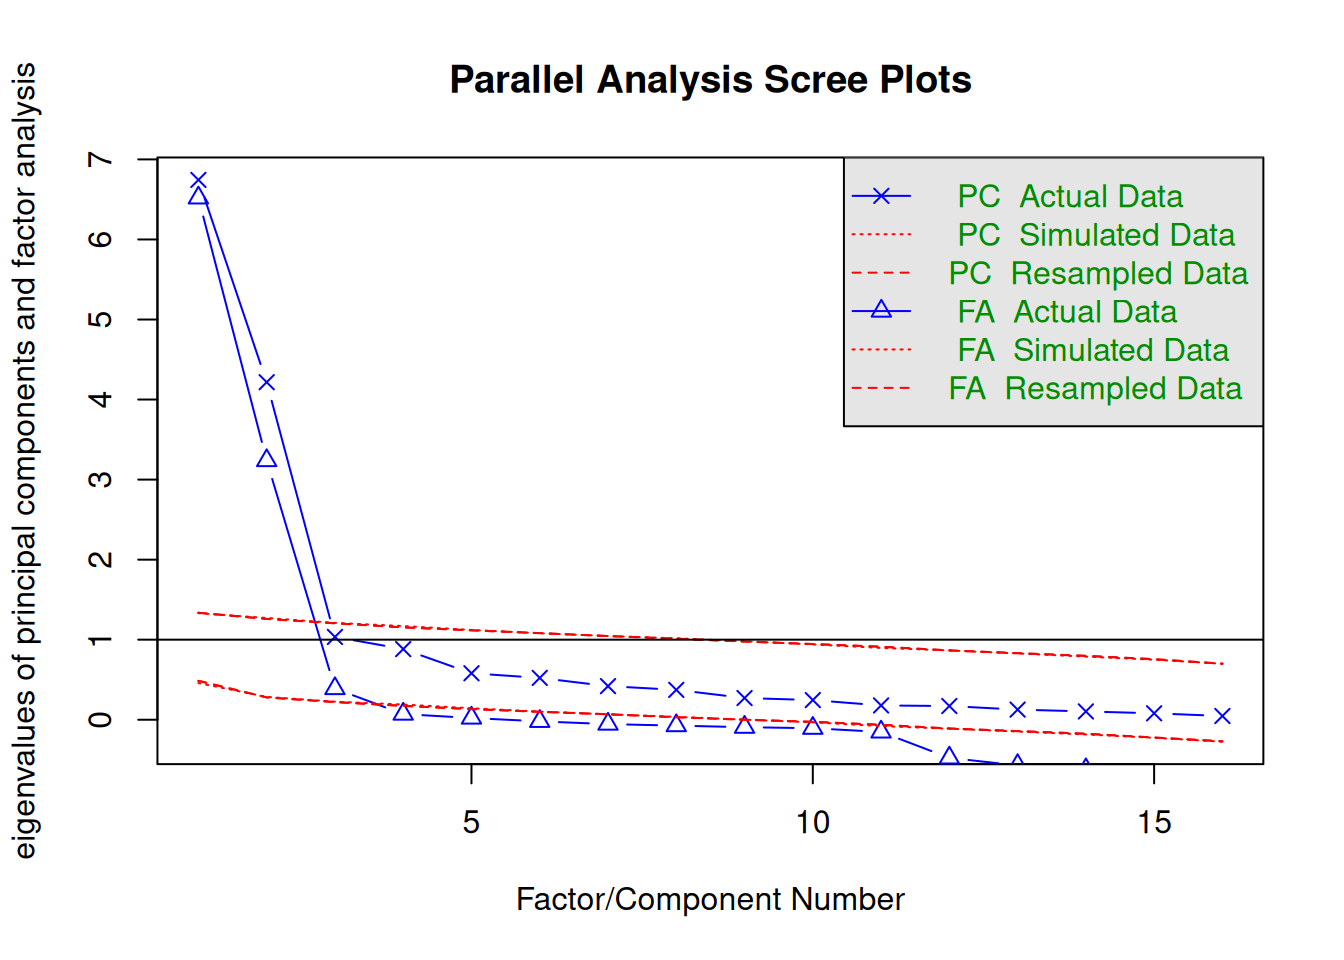 Parallel Analysis Scree Plots
eigenvalues of principal components and factor analysis
7
6
5
4
3
2
1
0
PC Actual Data
PC Simulated Data
PC Resampled Data
FA Actual Data
FA Simulated Data
FA Resampled Data
5 10 15
Factor/Component Number